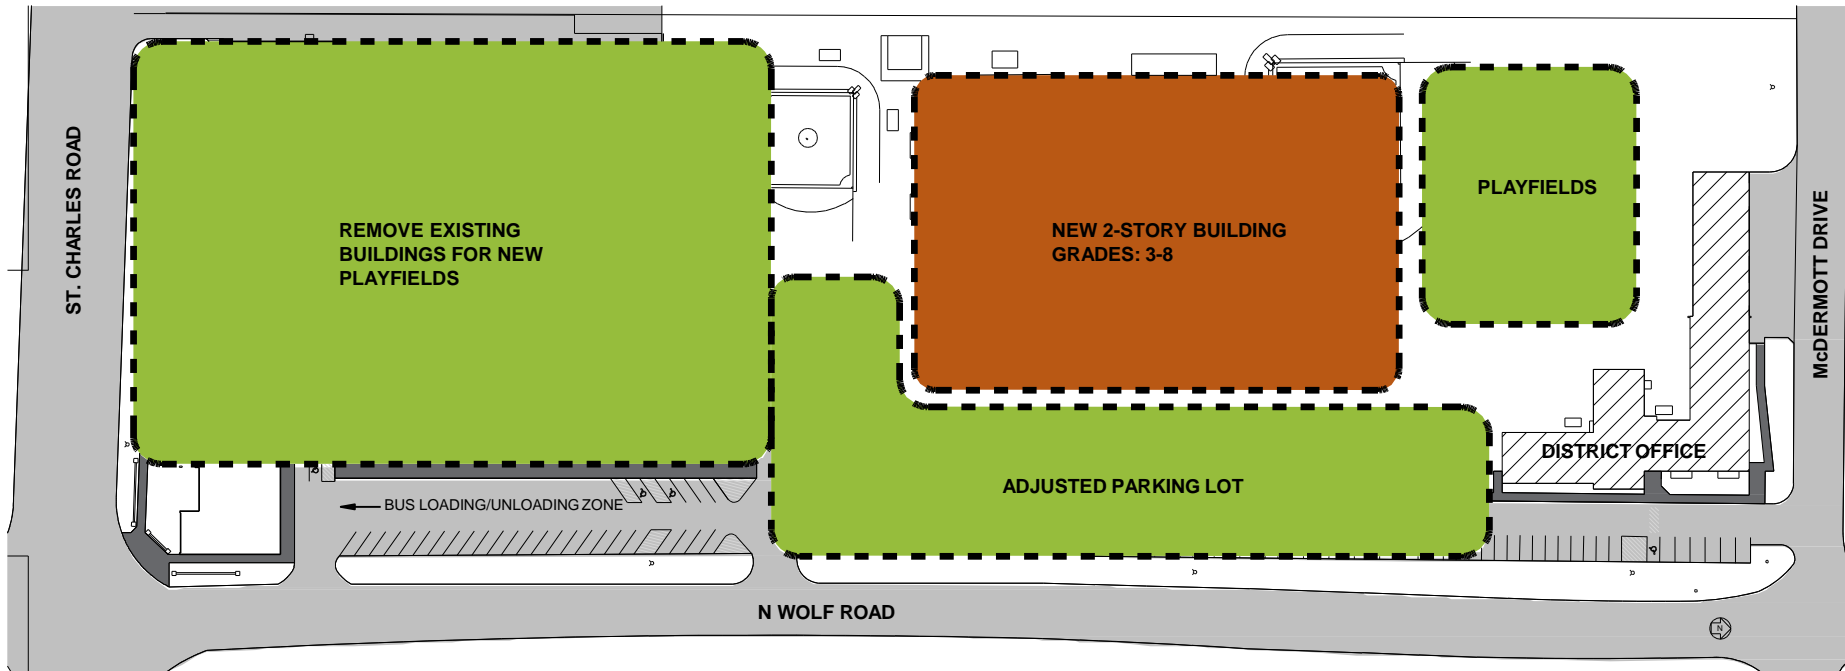 ST. CHARLES ROAD
REMOVE EXISTING
BUILDINGS FOR NEW
PLAYFIELDS
NEW 2-STORY BUILDING
GRADES: 3-8
PLAYFIELDS
McDERMOTT DRIVE
DISTRICT OFFICE
ADJUSTED PARKING LOT
BUS LOADING/UNLOADING ZONE
N WOLF ROAD
N